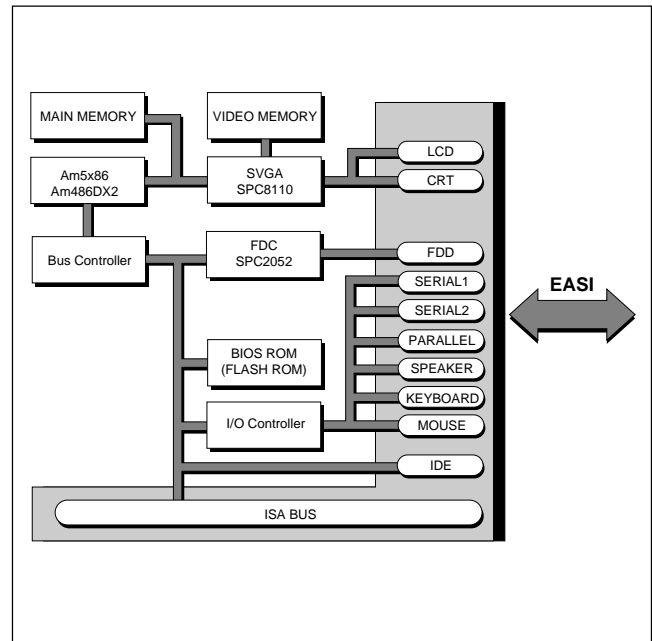 MAIN MEMORY
VIDEO MEMORY
Am5x86
Am486DX2
SVGA
SPC8110
LCD
CRT
Bus Controller
FDC
SPC2052
FDD
SERIAL1
SERIAL2
PARALLEL
SPEAKER
KEYBOARD
MOUSE
IDE
EASI
BIOS ROM
(FLASH ROM)
I/O Controller
ISA BUS